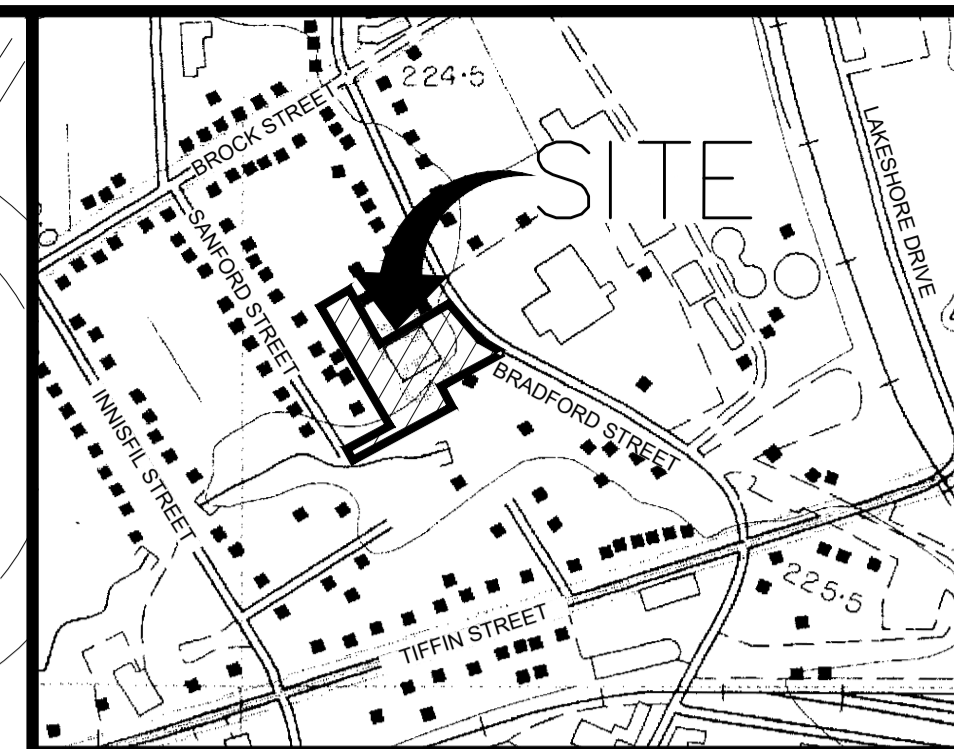 224·5
BROCK STREET
SITE
LAKESHORE DRIVE
SANFORD STREET
BRADFORD STREET
INNISFIL STREET
225·5
TIFFIN STREET